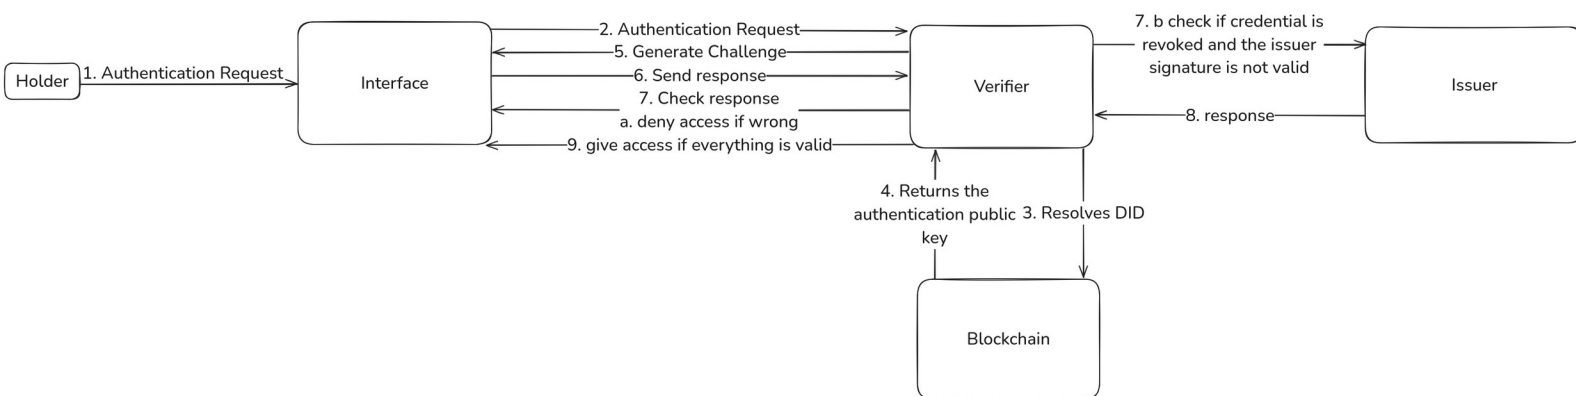 Holder
1. Authentication Request
Interface
2. Authentication Request
5. Generate Challenge
6. Send response
7. Check response
a. deny access if wrong
9. give access if everything is valid
Verifier
7. b check if credential is
revoked and the issuer
signature is not valid
8. response
Issuer
4. Returns the
authentication public
key
3. Resolves DID
Blockchain